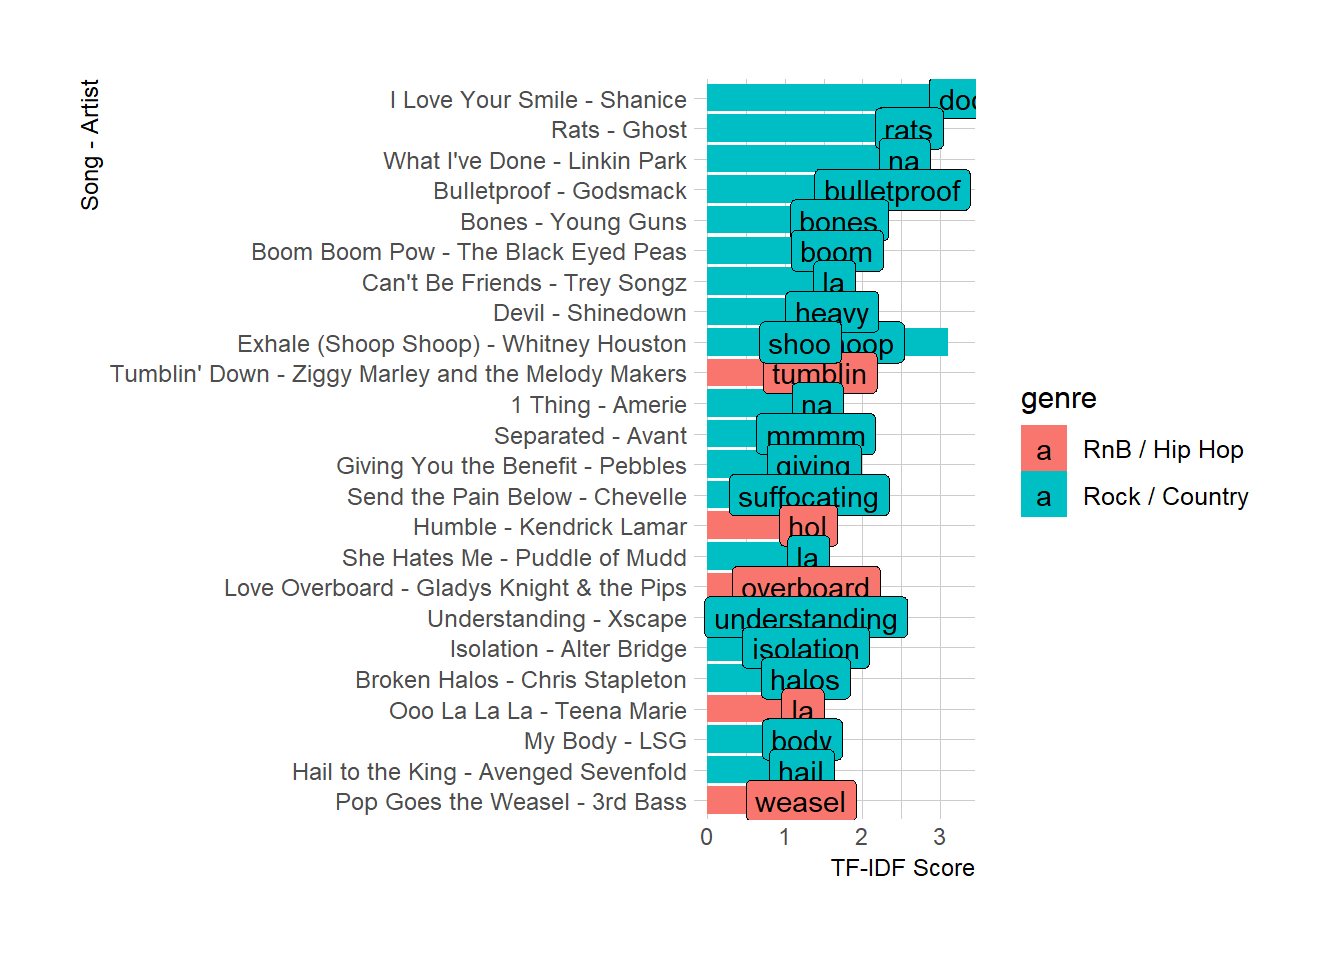 Song - Artist
I Love Your Smile - Shanice
Rats - Ghost
rats
What I've Done - Linkin Park
na
Bulletproof - Godsmack
bulletproof
Bones - Young Guns
bones
Boom Boom Pow - The Black Eyed Peas
boom
Can't Be Friends - Trey Songz
la
Devil - Shinedown
heavy
Exhale (Shoop Shoop) - Whitney Houston
shoo
Tumblin' Down - Ziggy Marley and the Melody Makers
tumblin
1 Thing - Amerie
na
Separated - Avant
mmmm
Giving You the Benefit - Pebbles
giving
Send the Pain Below - Chevelle
suffocating
Humble - Kendrick Lamar
hol
She Hates Me - Puddle of Mudd
la
Love Overboard - Gladys Knight & the Pips
overboard
Understanding - Xscape
understanding
Isolation - Alter Bridge
isolation
Broken Halos - Chris Stapleton
halos
Ooo La La La - Teena Marie
la
My Body - LSG
body
Hail to the King - Avenged Sevenfold
hail
Pop Goes the Weasel - 3rd Bass
weasel
0 1 2 3
TF-IDF Score
genre
a RnB / Hip Hop
a Rock / Country